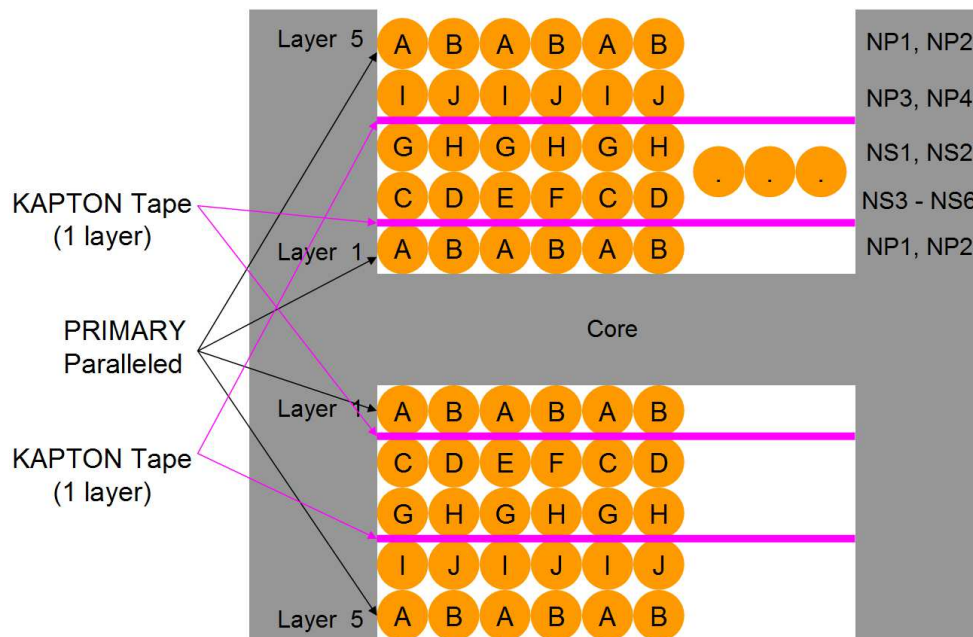 Layer 5
A B A B A B
NP1, NP2
I J I J I J
NP3, NP4
G H G H G H
NS1, NS2
. . .
C D E F C D
NS3 - NS6
KAPTON Tape
(1 layer)
Layer 1
A B A B A B
NP1, NP2
PRIMARY
Paralleled
Core
Layer 1
A B A B A B
KAPTON Tape
(1 layer)
C D E F C D
G H G H G H
I J I J I J
Layer 5
A B A B A B